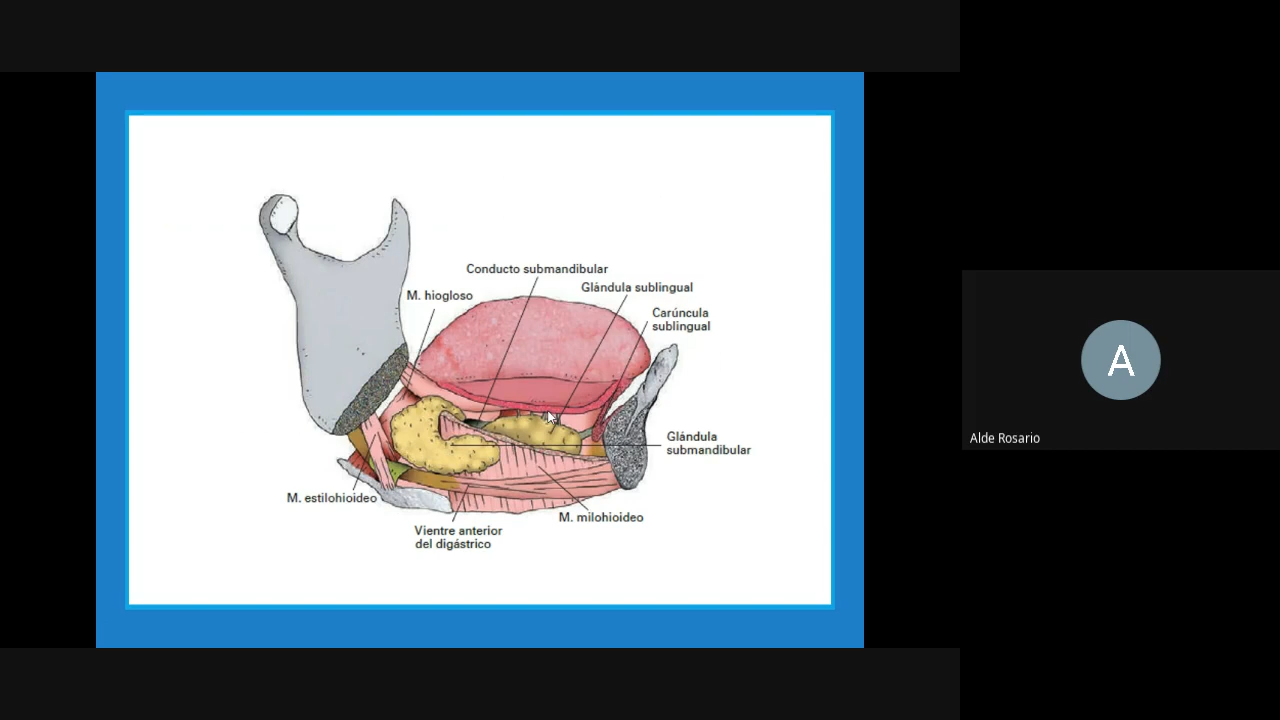 Conducto submandibular
Glándula sublingual
M. hiogloso
Carúncula
sublingual
Glándula
submandibular
M. estilohioideo
M. milohioideo
Vientre anterior
del digástrico
A
Alde Rosario